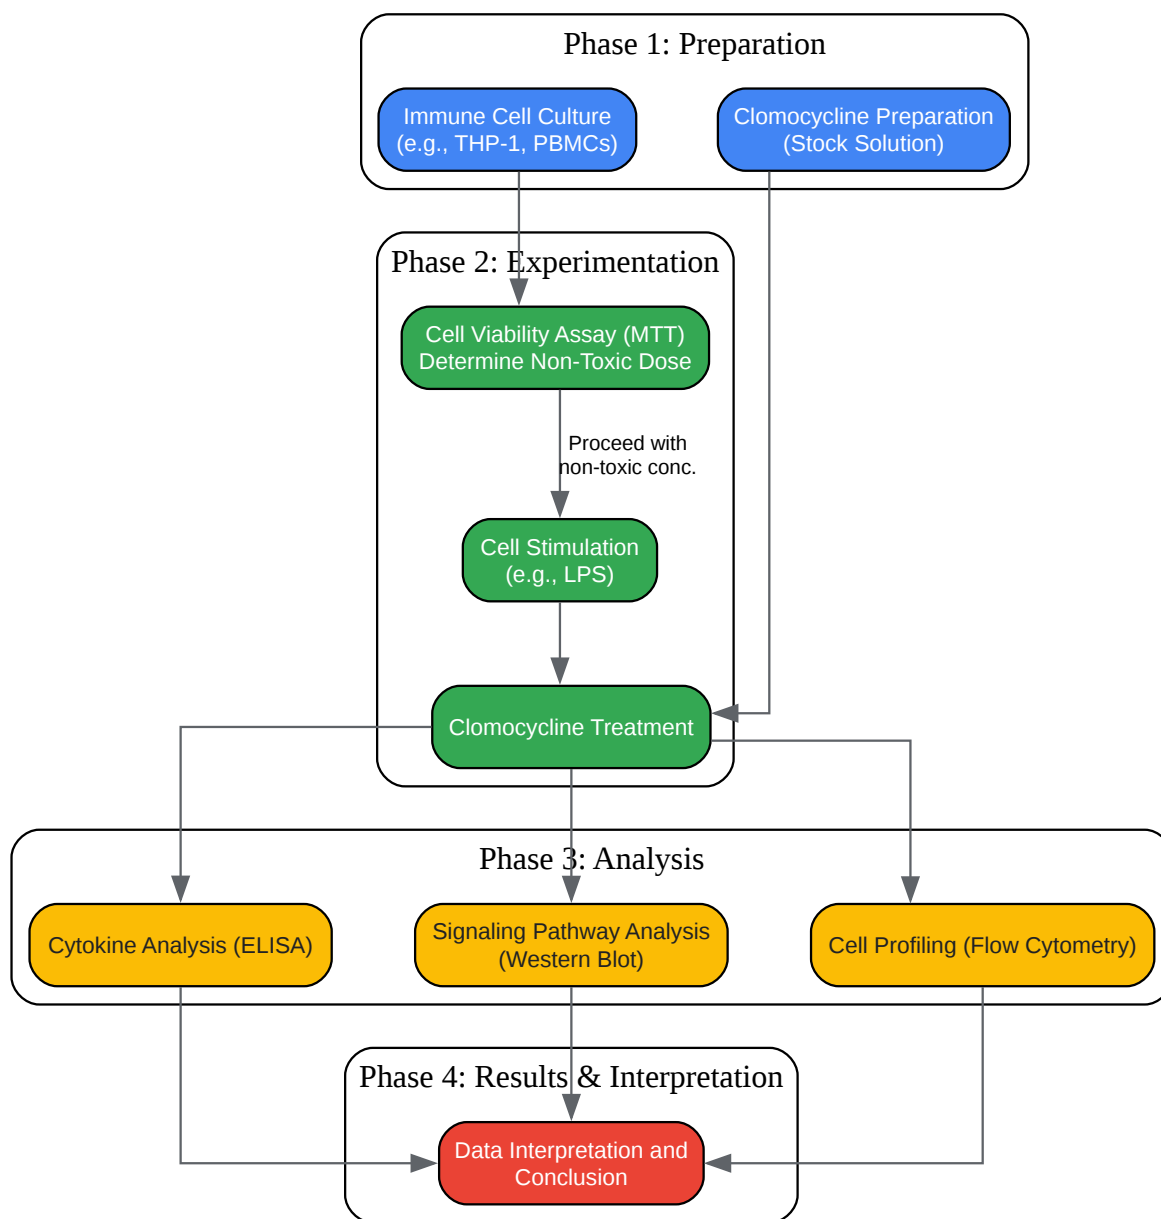 Phase 1: Preparation
Immune Cell Culture
(e.g., THP-1, PBMCs)
Clomocycline Preparation
(Stock Solution)
Phase 2: Experimentation
Cell Viability Assay (MTT)
Determine Non-Toxic Dose
Proceed with
non-toxic conc.
Cell Stimulation
(e.g., LPS)
Clomocycline Treatment
Phase 3: Analysis
Cytokine Analysis (ELISA)
Signaling Pathway Analysis
(Western Blot)
Cell Profiling (Flow Cytometry)
Phase 4: Results & Interpretation
Data Interpretation and
Conclusion